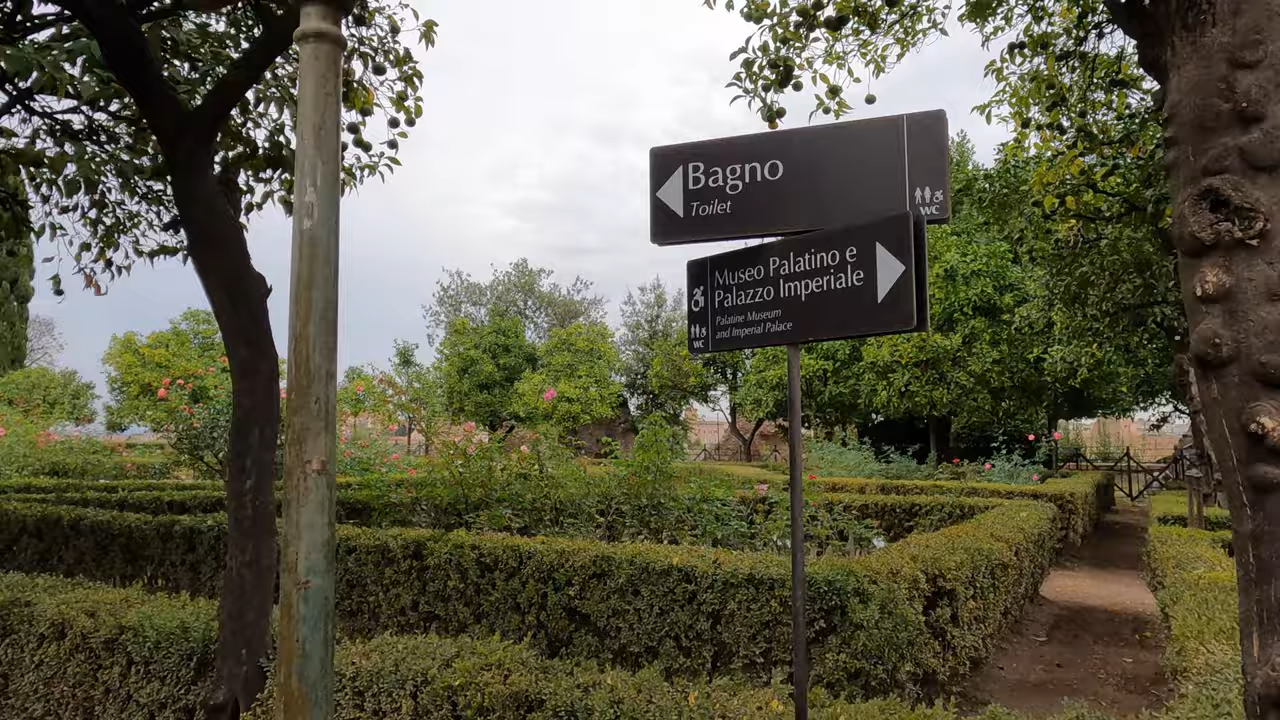 Bagno
Toilet
WC
Museo Palatino e
Palazzo Imperiale
Palatine Museum
and Imperial Palace
WC